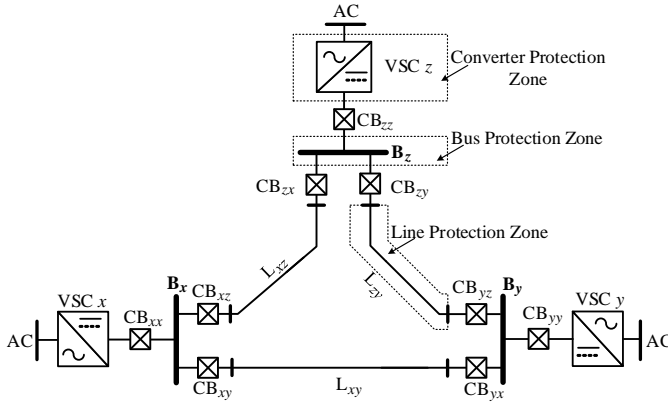 AC
VSC z
Converter Protection
Zone
CBzz
Bus Protection Zone
Bz
CBzx
CBzy
Line Protection Zone
Lxz
Lzy
Bx
CBxz
VSC x
CBxx
AC
CBxy
Lxy
CByz
By
VSC y
CByy
AC
CByx